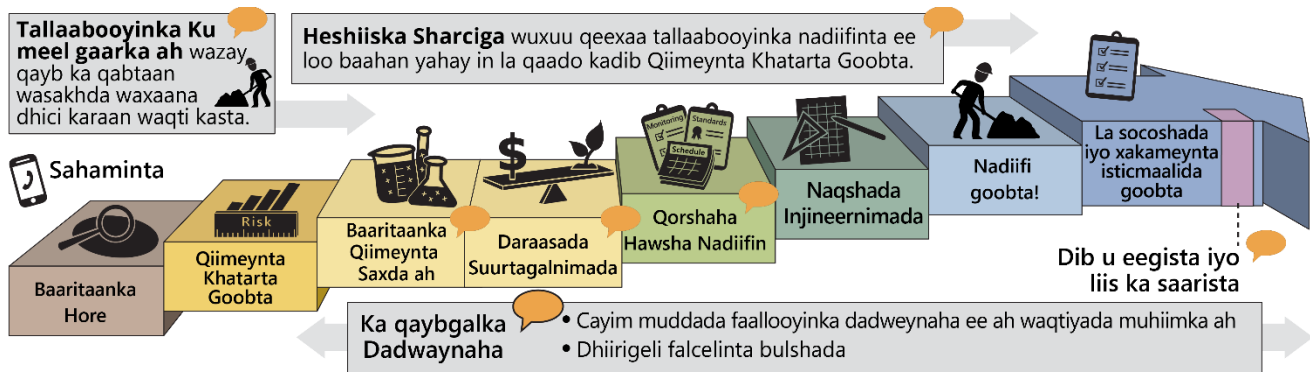 Tallaabooyinka Ku
meel gaarka ah wazay
qayb ka qabtaan
wasakhda waxaana
dhici karaan waqti kasta.
Heshiiska Sharciga wuxuu qeexaa tallaabooyinka nadiifinta ee
loo baahan yahay in la qaado kadib Qiimeynta Khatarta Goobta.
Sahaminta
Baaritaanka
Hore
Risk
Qiimeynta
Khatarta
Goobta
Baaritaanka
Qiimeynta
Saxda ah
$
Daraasada
Suurtagalnimada
Monitoring
Standards
Schedule
Qorshaha
Hawsha Nadiifin
Naqshada
Injineernimada
Nadiifi
goobta!
La socoshada
iyo xakameynta
isticmaalida
goobta
Dib u eegista iyo
liis ka saarista
Ka qaybgalka
Dadwaynaha
• Cayim muddada faallooyinka dadweynaha ee ah waqtiyada muhiimka ah
• Dhiirigeli falcelinta bulshada